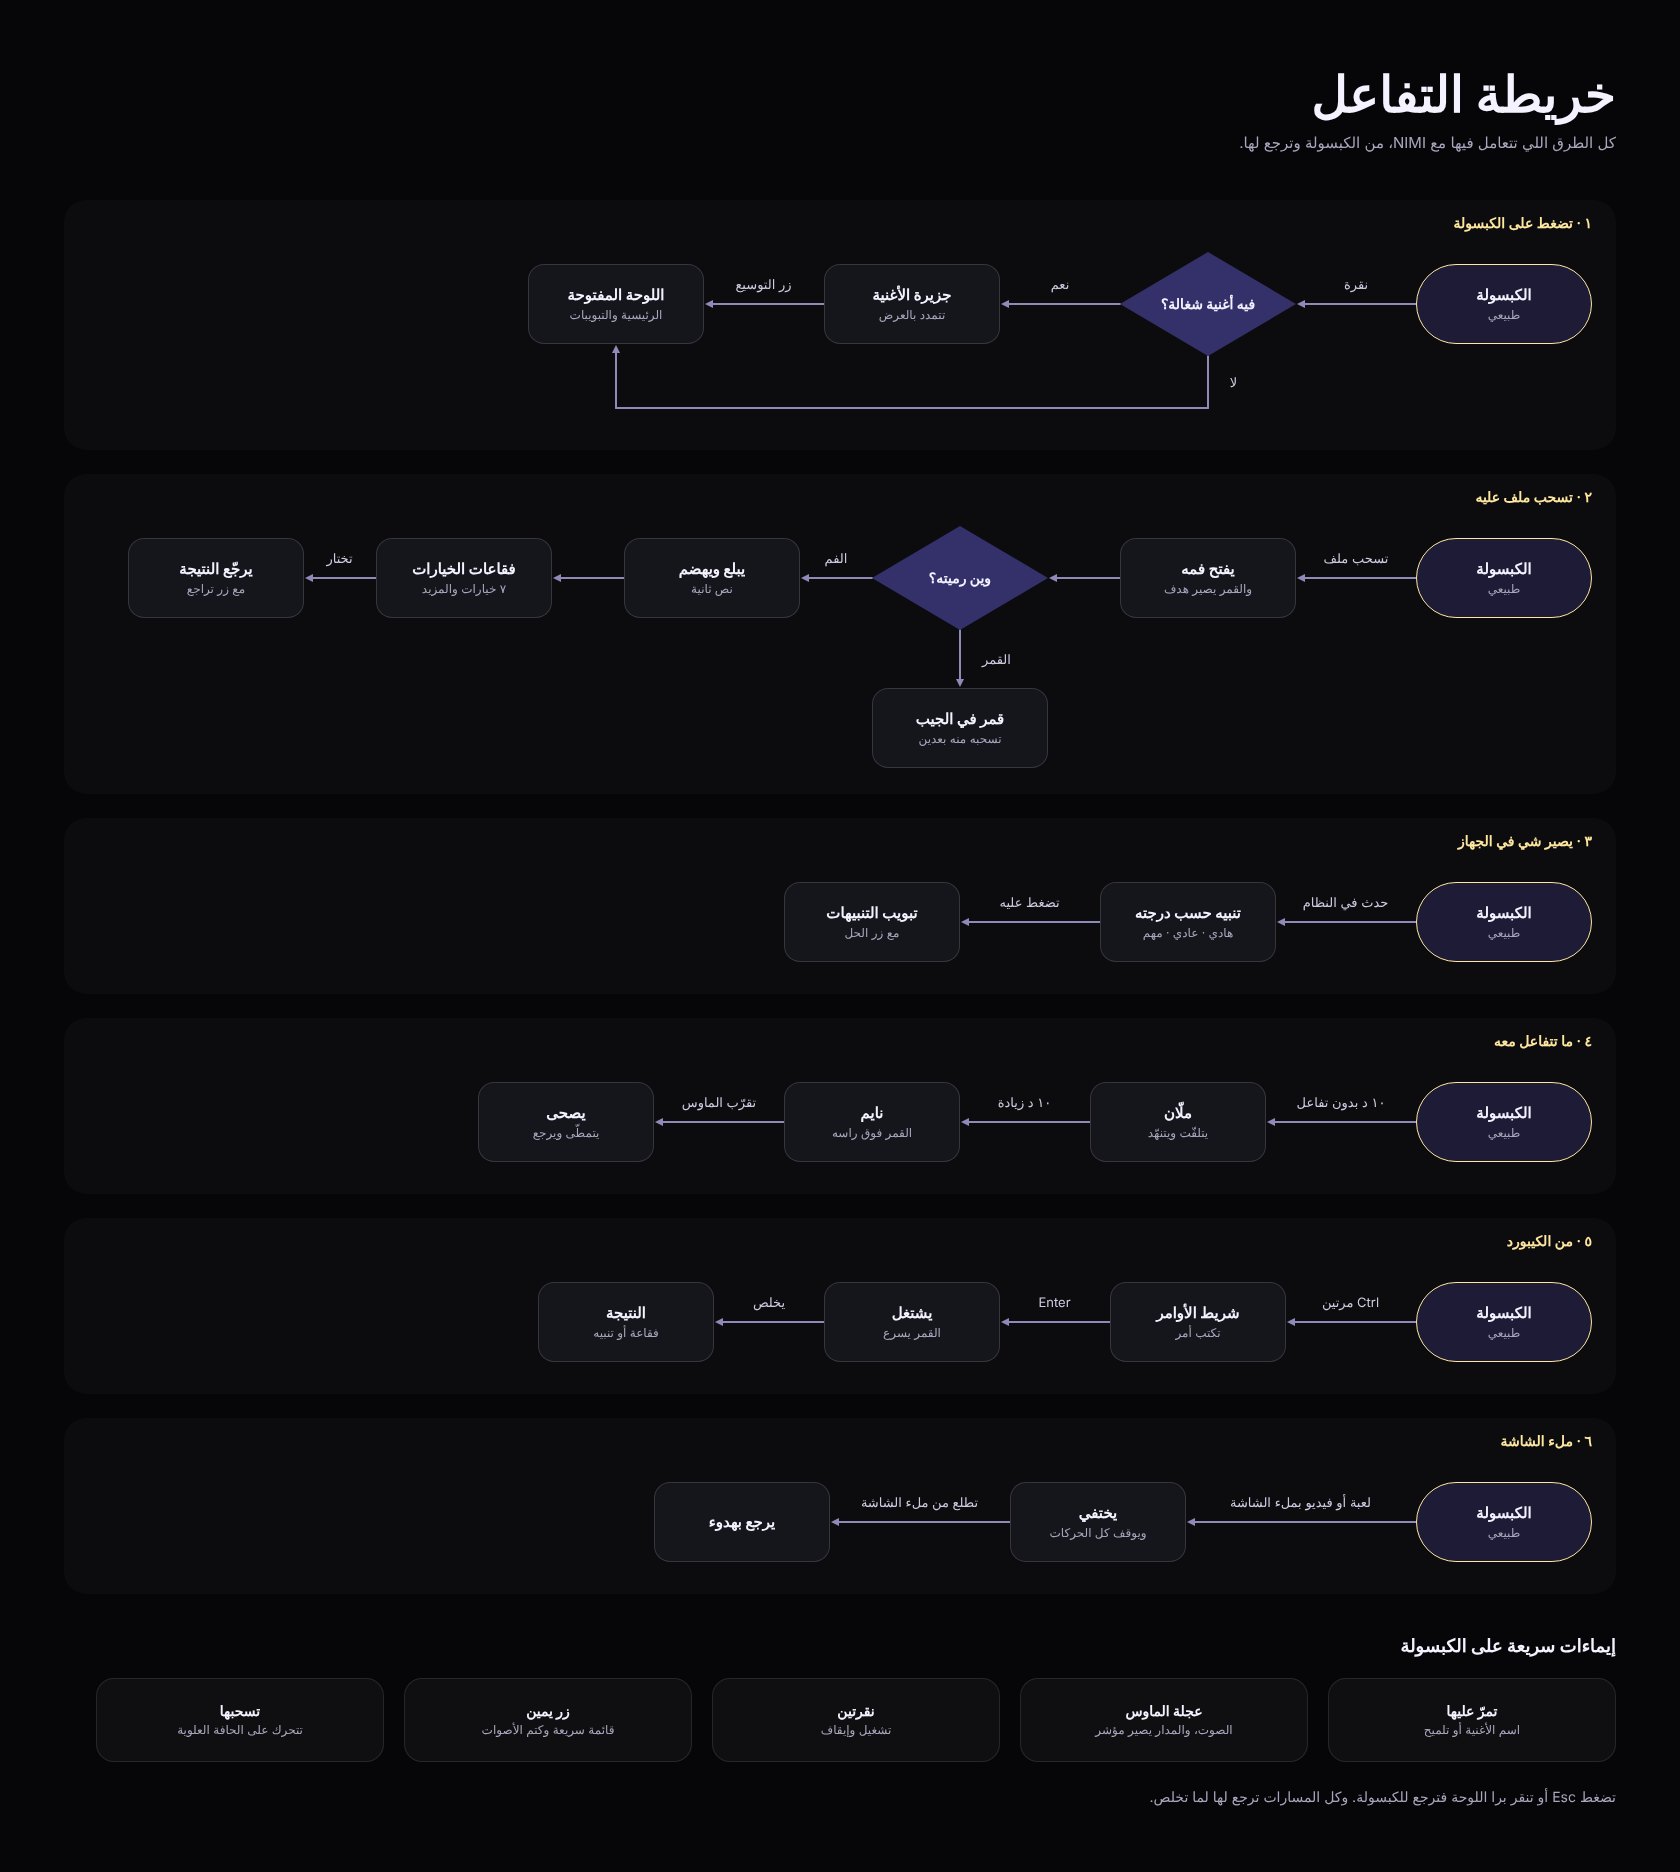 خريطة التفاعل
كل الطرق اللي تتعامل فيها مع NIMI، من الكبسولة وترجع لها.
١ · تضغط على الكبسولة
الكبسولة
طبيعي
نقرة
فيه أغنية شغالة؟
نعم
جزيرة الأغنية
تتمدد بالعرض
زر التوسيع
اللوحة المفتوحة
الرئيسية والتبويبات
لا
٢ · تسحب ملف عليه
الكبسولة
طبيعي
تسحب ملف
يفتح فمه
والقمر يصير هدف
وين رميته؟
الفم
يبلع ويهضم
نص ثانية
فقاعات الخيارات
٧ خيارات والمزيد
تختار
يرجّع النتيجة
مع زر تراجع
القمر
قمر في الجيب
تسحبه منه بعدين
٣ · يصير شي في الجهاز
الكبسولة
طبيعي
حدث في النظام
تنبيه حسب درجته
هادي · عادي · مهم
تضغط عليه
تبويب التنبيهات
مع زر الحل
٤ · ما تتفاعل معه
الكبسولة
طبيعي
١٠ د بدون تفاعل
ملّان
يتلفّت ويتنهّد
١٠ د زيادة
نايم
القمر فوق راسه
تقرّب الماوس
يصحى
يتمطّى ويرجع
٥ · من الكيبورد
الكبسولة
طبيعي
Ctrl مرتين
شريط الأوامر
تكتب أمر
Enter
يشتغل
القمر يسرع
يخلص
النتيجة
فقاعة أو تنبيه
٦ · ملء الشاشة
الكبسولة
طبيعي
لعبة أو فيديو بملء الشاشة
يختفي
ويوقف كل الحركات
تطلع من ملء الشاشة
يرجع بهدوء
إيماءات سريعة على الكبسولة
تمرّ عليها
اسم الأغنية أو تلميح
عجلة الماوس
الصوت، والمدار يصير مؤشر
نقرتين
تشغيل وإيقاف
زر يمين
قائمة سريعة وكتم الأصوات
تسحبها
تتحرك على الحافة العلوية
تضغط Esc أو تنقر برا اللوحة فترجع للكبسولة. وكل المسارات ترجع لها لما تخلص.